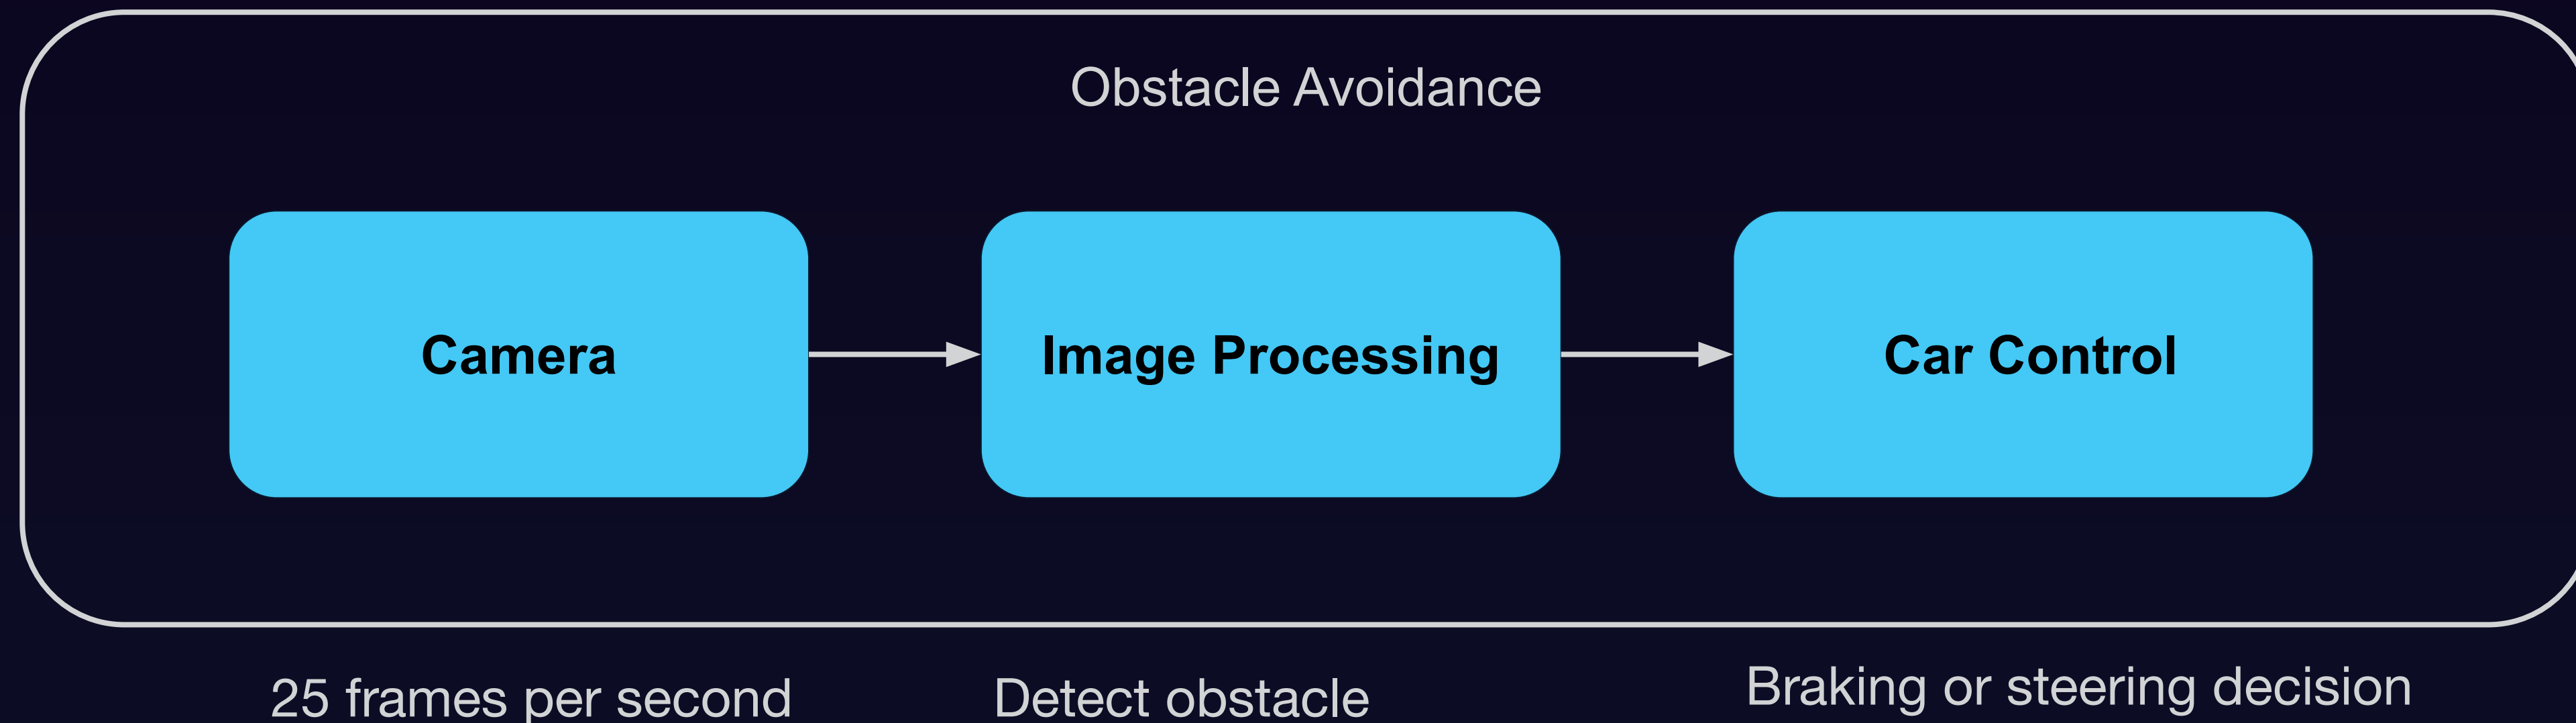 Obstacle Avoidance
Camera
Image Processing
Car Control
25 frames per second
Detect obstacle
Braking or steering decision